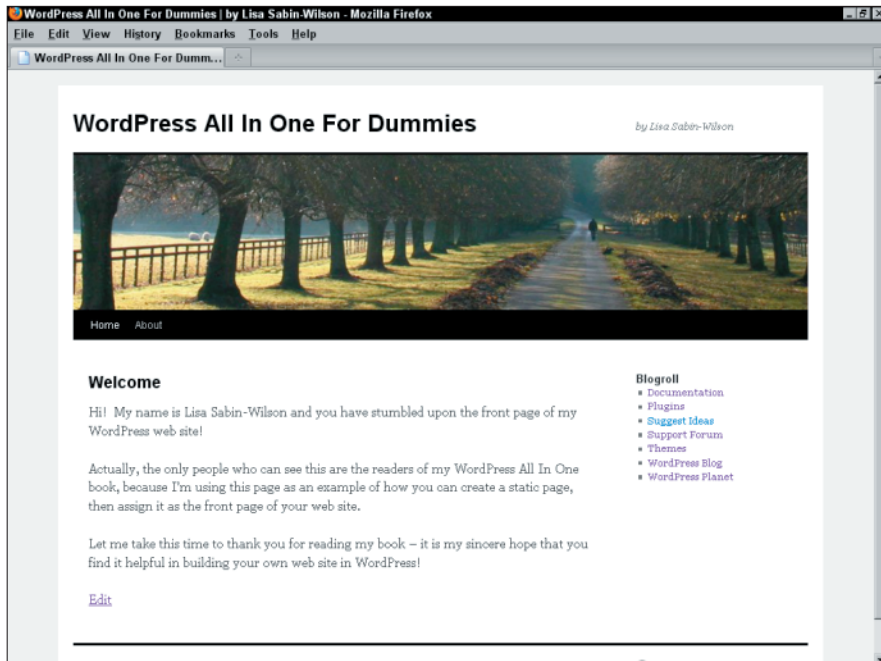 WordPress All In One For Dummies | by Lisa Sabin-Wilson - Mozilla Firefox
File Edit View History Bookmarks Tools Help
WordPress All In One For Dumm...
WordPress All In One For Dummies
by Lisa Sabin-Wilson
Home About
Welcome
Hi! My name is Lisa Sabin-Wilson and you have stumbled upon the front page of my
WordPress web site!
Actually, the only people who can see this are the readers of my WordPress All In One
book, because I'm using this page as an example of how you can create a static page,
then assign it as the front page of your web site.
Let me take this time to thank you for reading my book – it is my sincere hope that you
find it helpful in building your own web site in WordPress!
Edit
Blogroll
Documentation
Plugins
Suggest Ideas
Support Forum
Themes
WordPress Blog
WordPress Planet